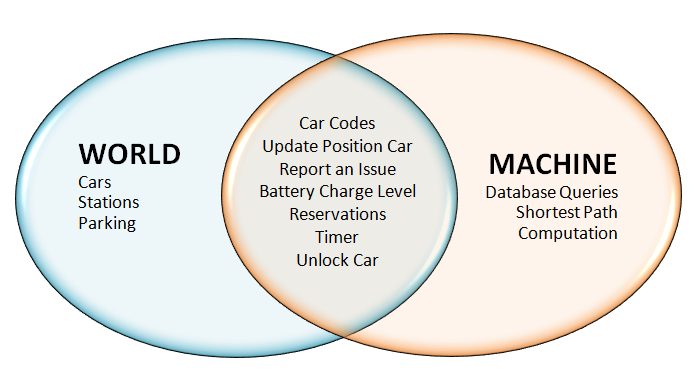 WORLD
Cars
Stations
Parking
Car Codes
Update Position Car
Report an Issue
Battery Charge Level
Reservations
Timer
Unlock Car
MACHINE
Database Queries
Shortest Path
Computation